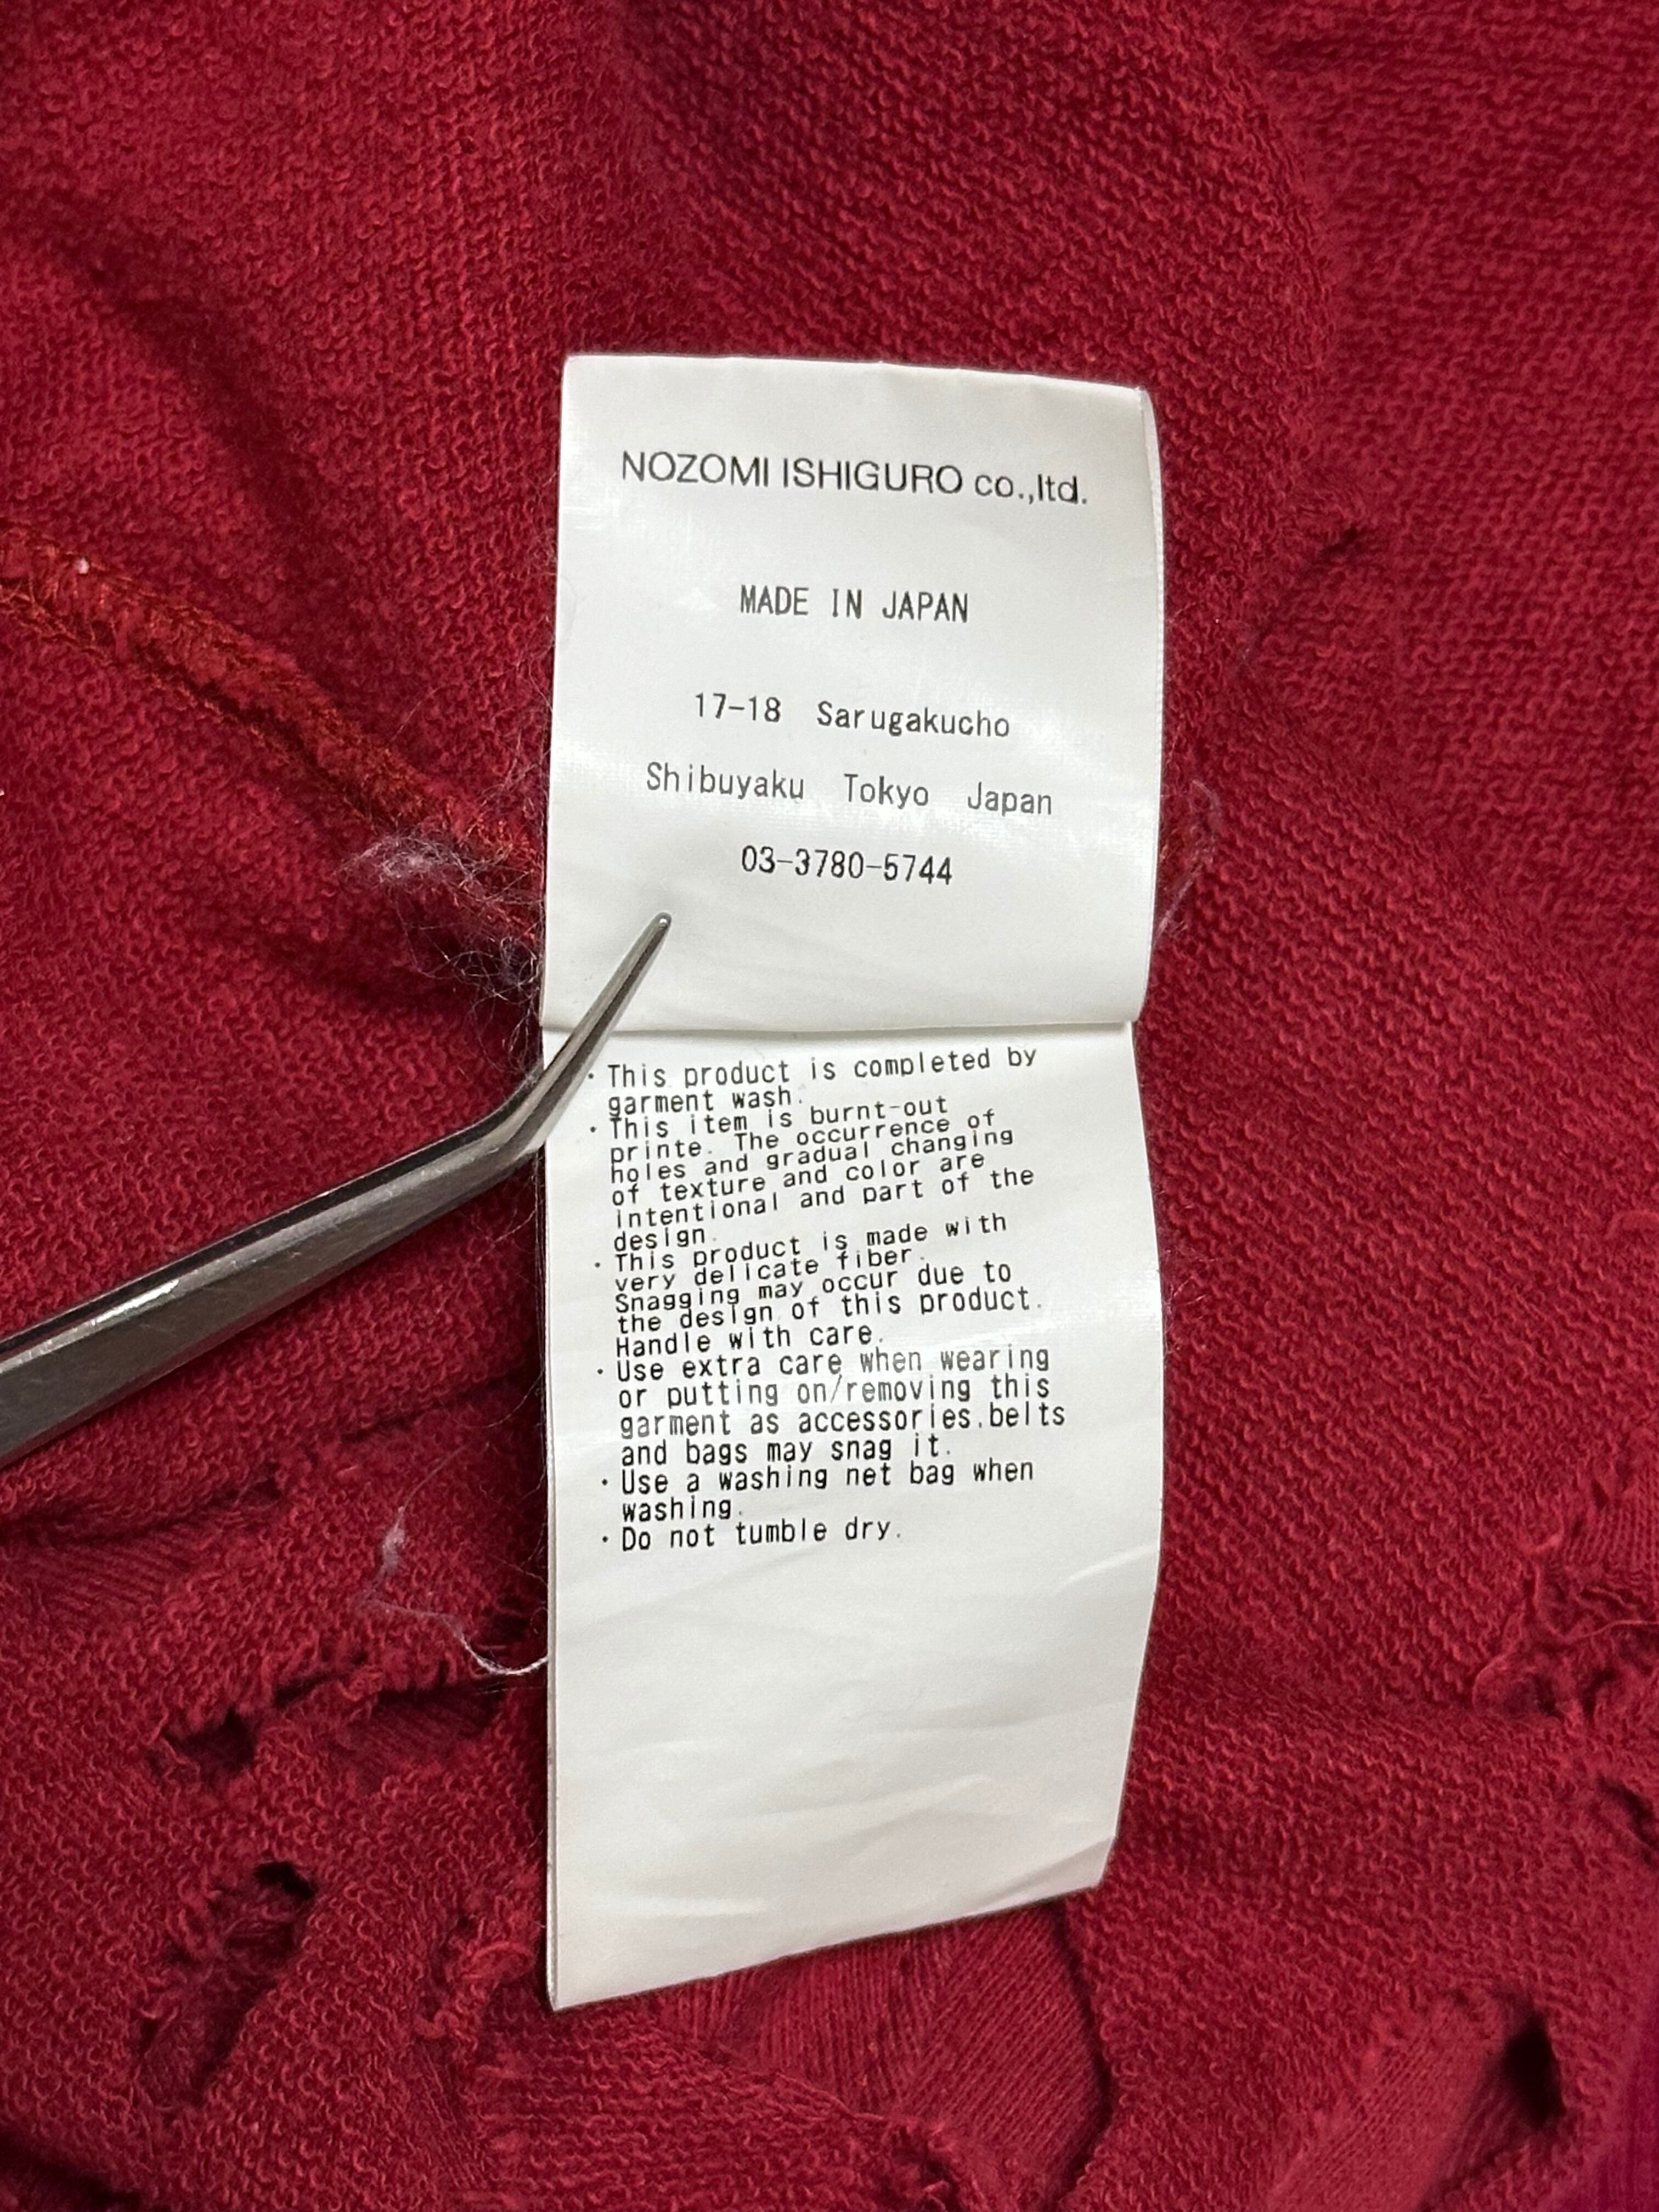 NOZOMI ISHIGURO co.,ltd.
MADE IN JAPAN
17-18 Sarugakucho
Shibuyaku Tokyo Japan
03-3780-5744
・This product is completed by
garment wash.
・This item is burnt-out
printe. The occurrence of
holes and gradual changing
of texture and color are
intentional and part of the
design.
・This product is made with
very delicate fiber.
Snagging may occur due to
the design of this product.
Handle with care.
・Use extra care when wearing
or putting on/removing this
garment as accessories.belts
and bags may snag it.
・Use a washing net bag when
washing.
・Do not tumble dry.